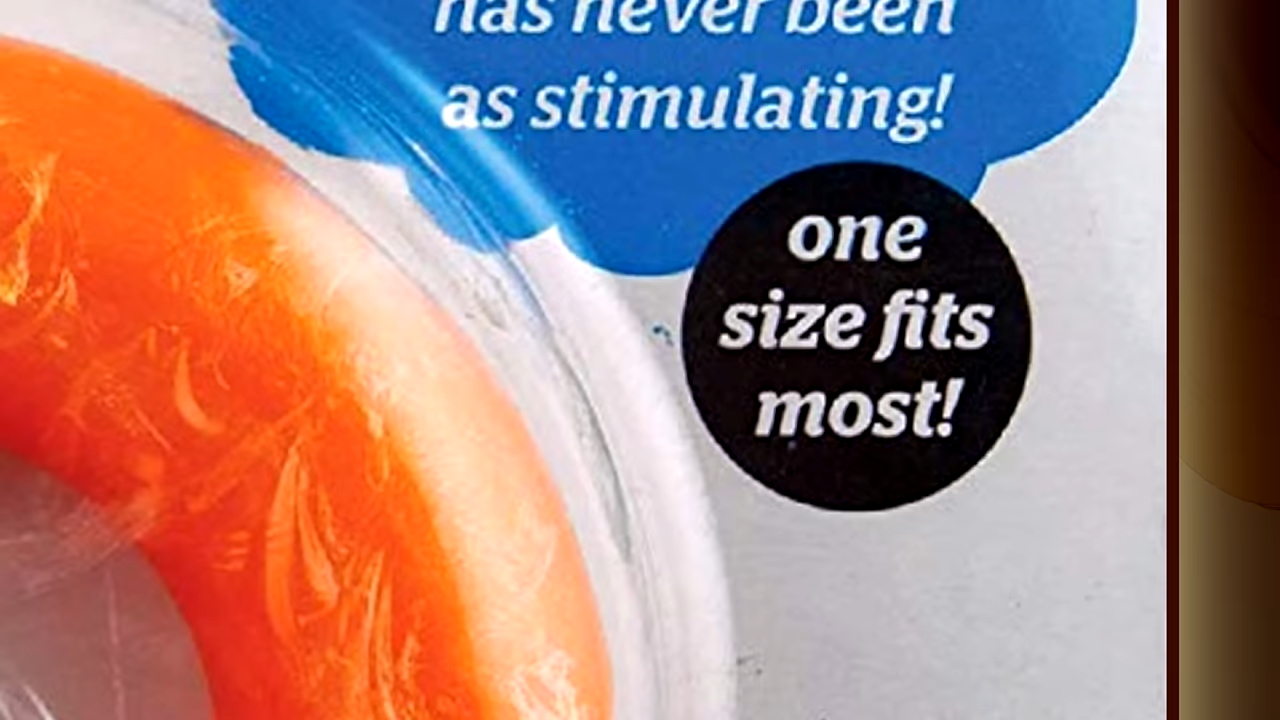 has never been
as stimulating!
one
size fits
most!